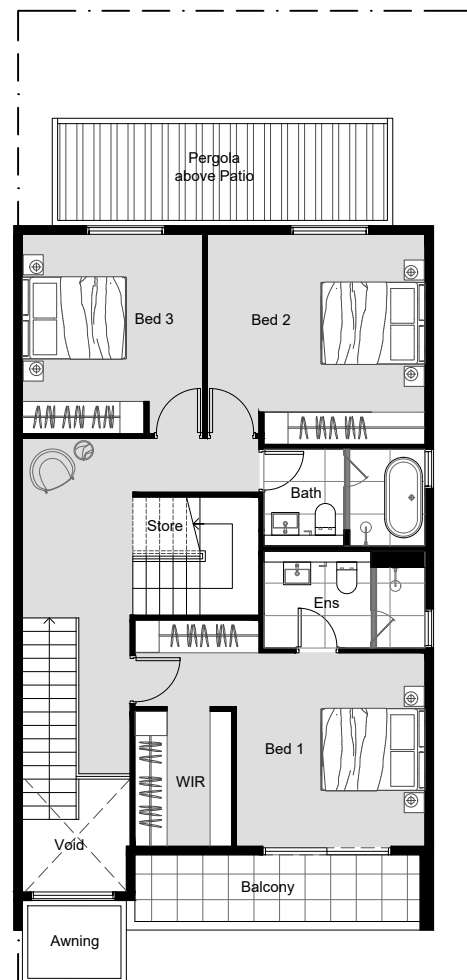 Pergola
above Patio
Bed 3
Bed 2
Bath
Store
Ens
Bed 1
WIR
Void
Balcony
Awning